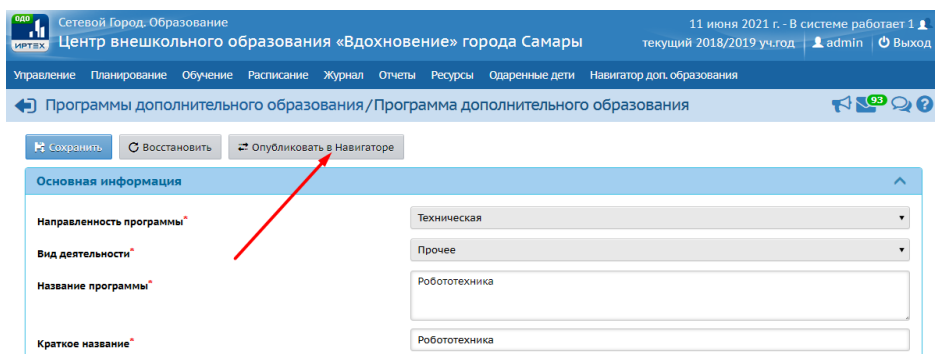 ОДО
ИРТЕХ
Сетевой Город. Образование
11 июня 2021 г. - В системе работает 1
Центр внешкольного образования «Вдохновение» города Самары
текущий 2018/2019 уч.год admin Выход
Управление Планирование Обучение Расписание Журнал Отчеты Ресурсы Одаренные дети Навигатор доп. образования
Программы дополнительного образования/Программа дополнительного образования
93
?
Сохранить Восстановить Опубликовать в Навигаторе
Основная информация
Направленность программы* Техническая
Вид деятельности* Прочее
Название программы* Робототехника
Краткое название* Робототехника